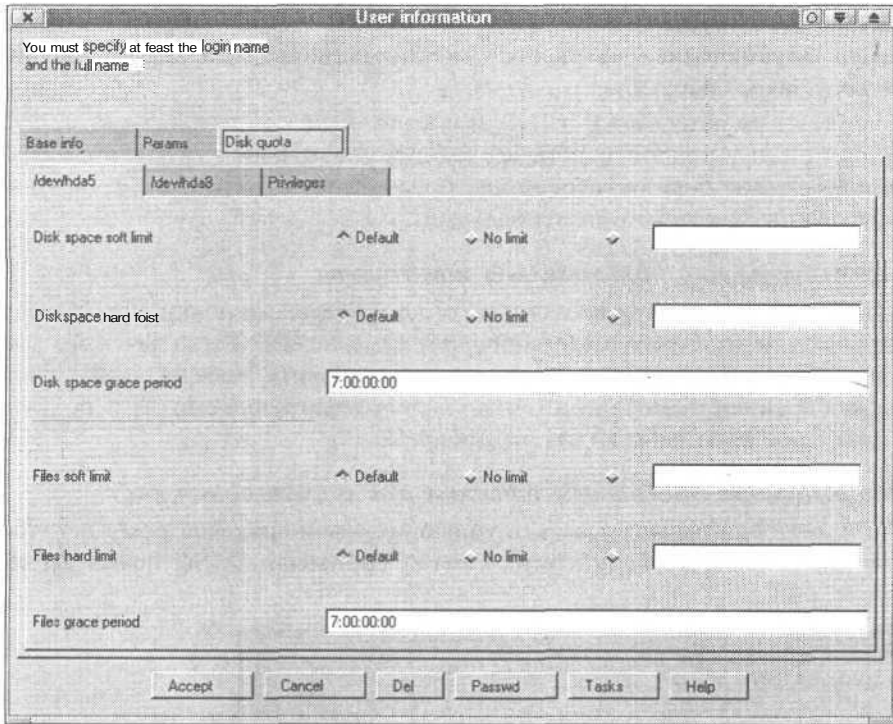 User information
You must specify at feast the login name
and the full name
Base info Params Disk quota
/dev/hda5 /dev/hda8 Privileges
Disk space soft limit Default No limit
Diskspace hard foist Default No limit
Disk space grace period 7:00:00:00
Files soft limit Default No limit
Files hard limit Default No limit
Files grace period 7:00:00:00
Accept Cancel Del Passwd Tasks Help